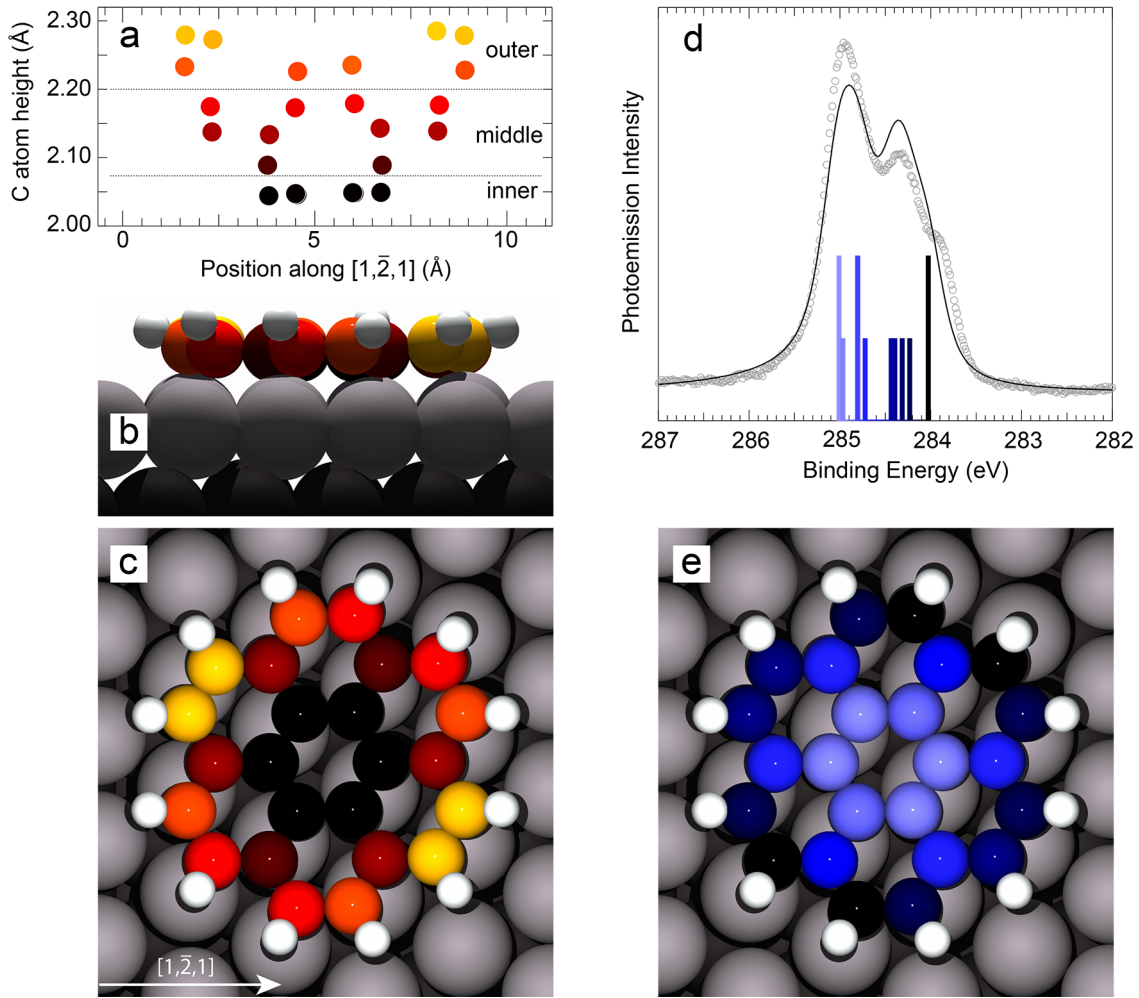 a
C atom height (Å)
2.30
2.20
2.10
2.00
outer
middle
inner
0
5
10
Position along [1,2̅,1] (Å)
b
c
[1,2̅,1]
d
Photoemission Intensity
287
286
285
284
283
282
Binding Energy (eV)
e